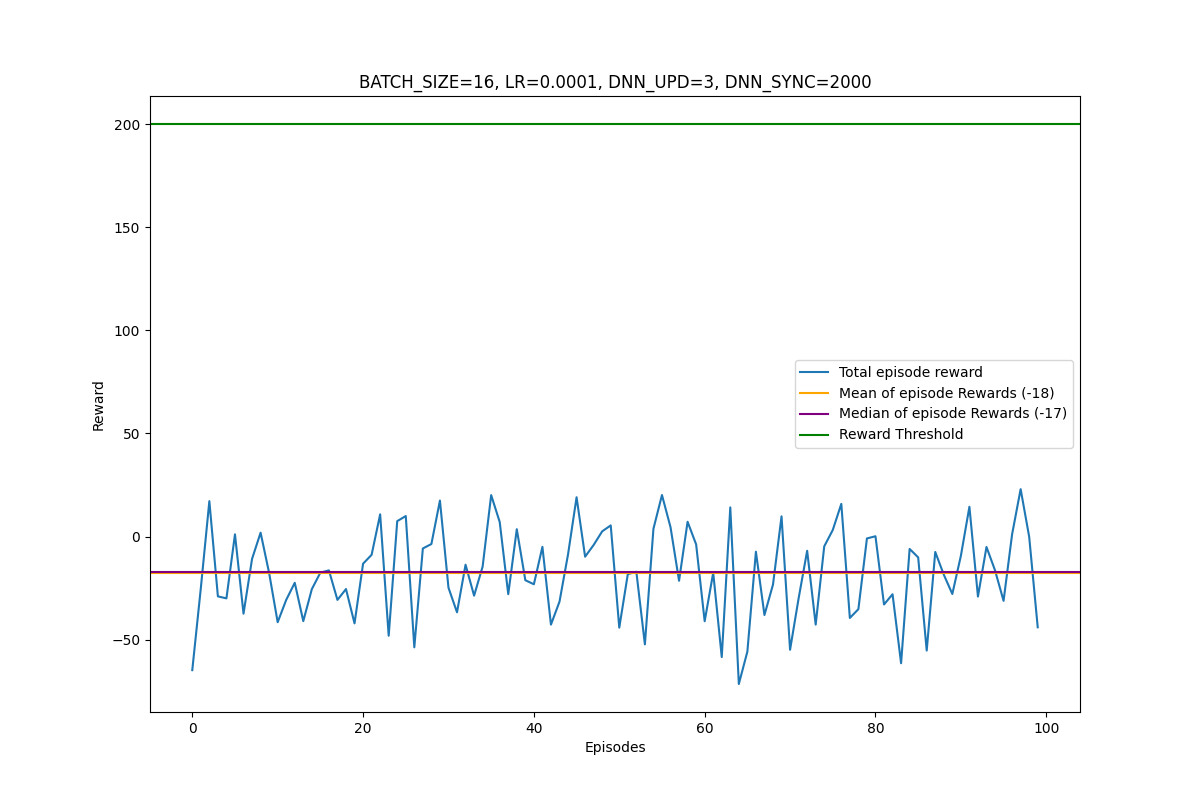 BATCH_SIZE=16, LR=0.0001, DNN_UPD=3, DNN_SYNC=2000
200
150
100
50
0
−50
Reward
Total episode reward
Mean of episode Rewards (-18)
Median of episode Rewards (-17)
Reward Threshold
0 20 40 60 80 100
Episodes